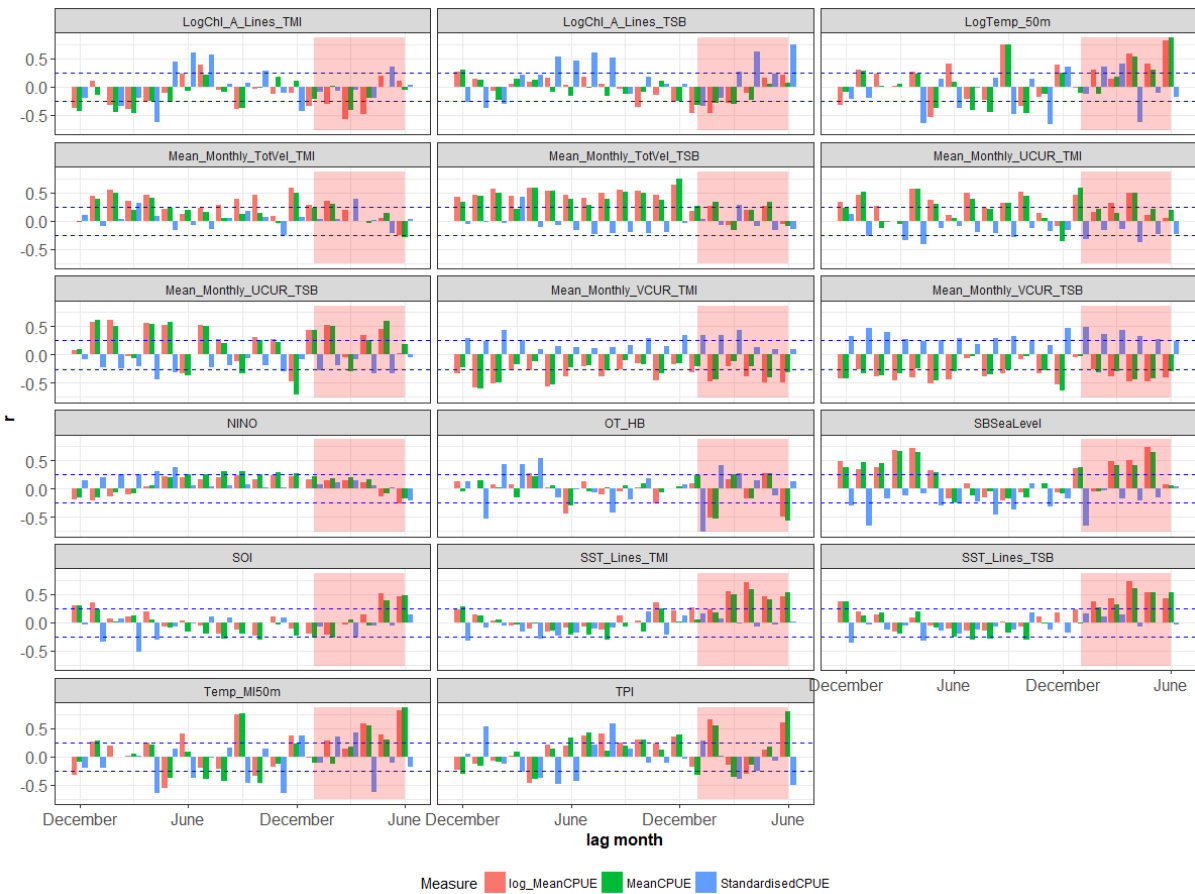 LogChl_A_Lines_TMI LogChl_A_Lines_TSB LogTemp_50m
0.5
0.0
-0.5
Mean_Monthly_TotVel_TMI Mean_Monthly_TotVel_TSB Mean_Monthly_UCUR_TMI
0.5
0.0
-0.5
Mean_Monthly_UCUR_TSB Mean_Monthly_VCUR_TMI Mean_Monthly_VCUR_TSB
0.5
0.0
-0.5
r
NINO OT_HB SBSeaLevel
0.5
0.0
-0.5
SOI SST_Lines_TMI SST_Lines_TSB
0.5
0.0
-0.5
December June December June
Temp_MI50m TPI
0.5
0.0
-0.5
December June December June December June December June
lag month
Measure log_MeanCPUE MeanCPUE StandardisedCPUE